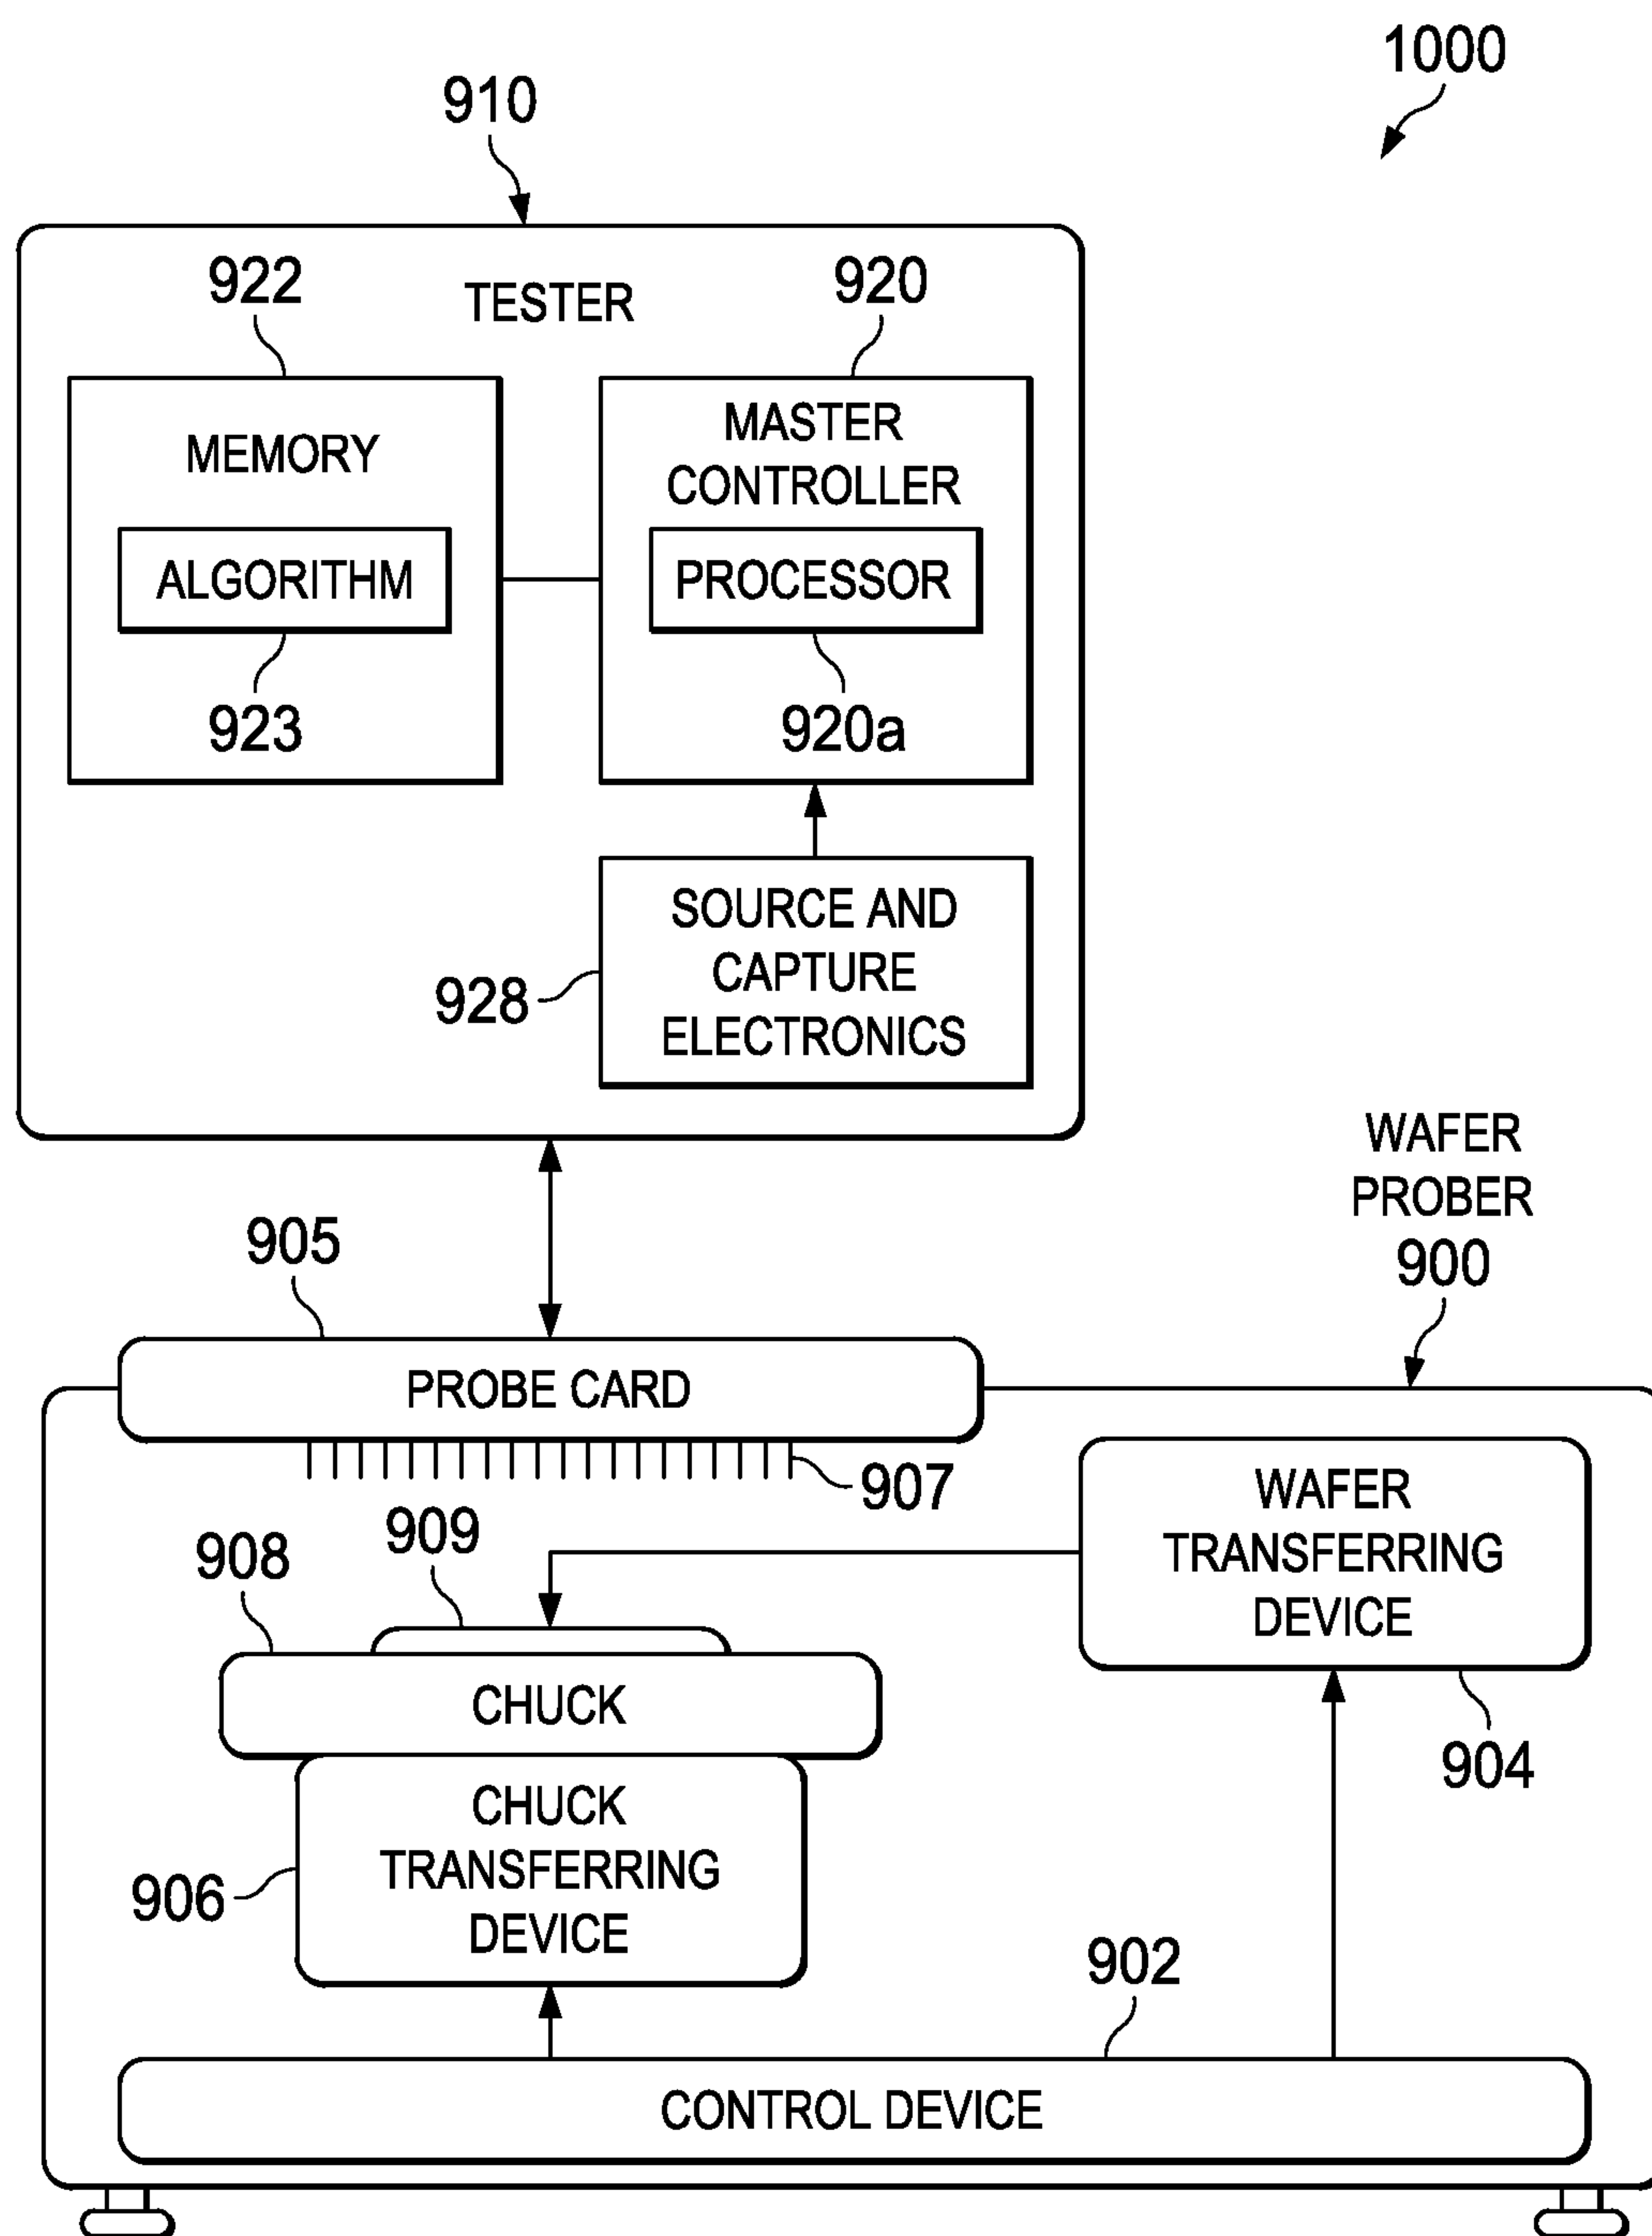 1000
910
922
TESTER
920
MEMORY
MASTER
CONTROLLER
ALGORITHM
PROCESSOR
923
920a
SOURCE AND
CAPTURE
ELECTRONICS
928
WAFER
PROBER
900
905
PROBE CARD
907
909
908
WAFER
TRANSFERRING
DEVICE
CHUCK
904
CHUCK
TRANSFERRING
DEVICE
906
902
CONTROL DEVICE